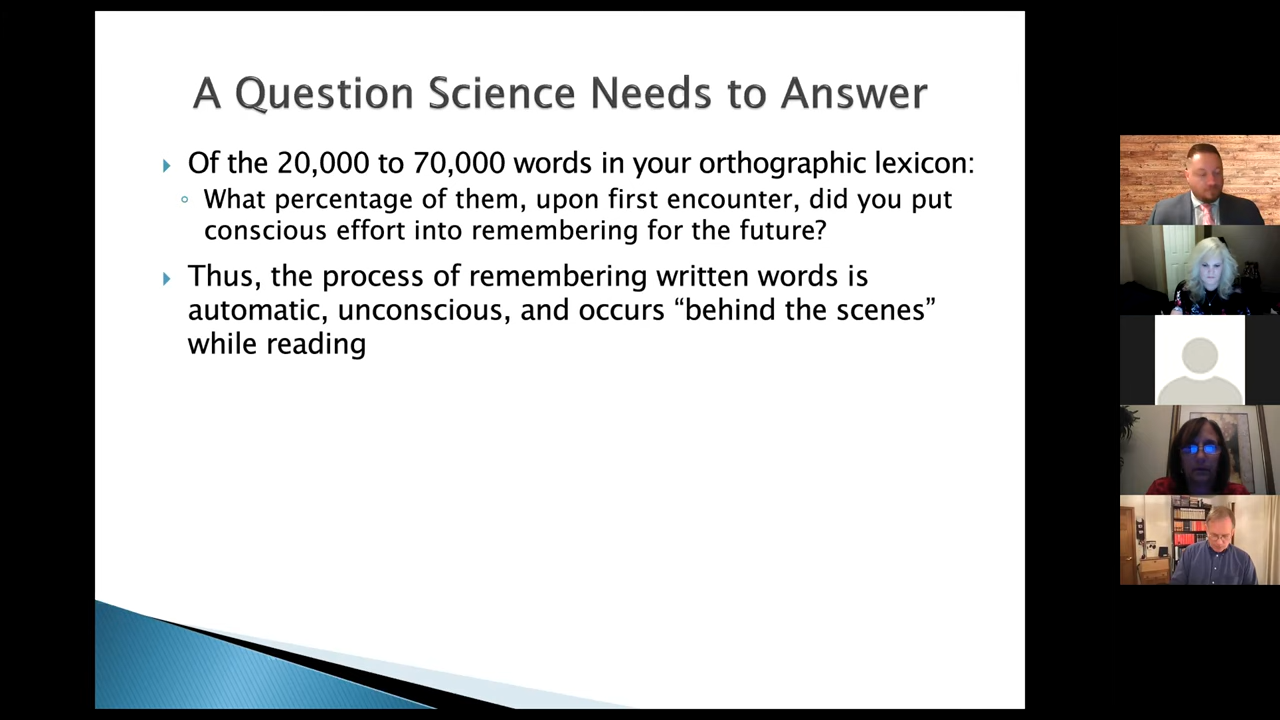 A Question Science Needs to Answer
Of the 20,000 to 70,000 words in your orthographic lexicon:
What percentage of them, upon first encounter, did you put
conscious effort into remembering for the future?
Thus, the process of remembering written words is
automatic, unconscious, and occurs “behind the scenes”
while reading